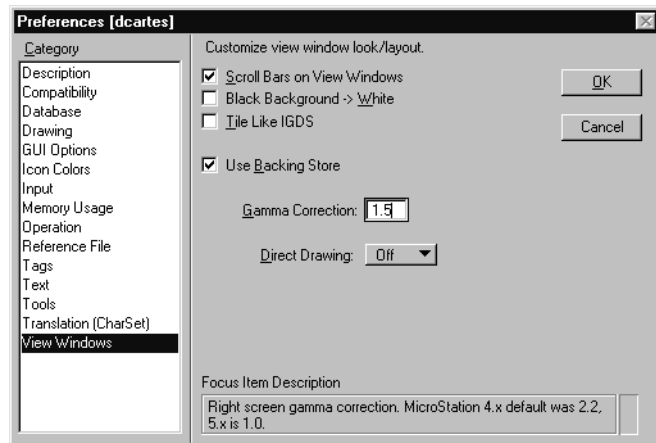 Preferences [dcartes]
Category
Description
Compatibility
Database
Drawing
GUI Options
Icon Colors
Input
Memory Usage
Operation
Reference File
Tags
Text
Tools
Translation (CharSet)
View Windows
Customize view window look/layout.
Scroll Bars on View Windows
Black Background -> White
Tile Like IGDS
Use Backing Store
Gamma Correction: 1.5
Direct Drawing: Off
OK
Cancel
Focus Item Description
Right screen gamma correction. MicroStation 4.x default was 2.2,
5.x is 1.0.